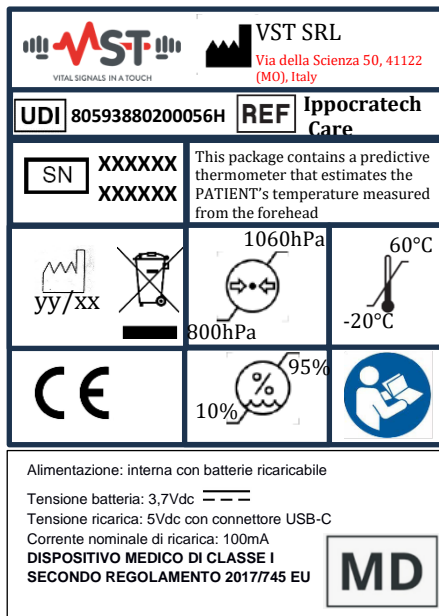 VST
VITAL SIGNALS IN A TOUCH
VST SRL
Via della Scienza 50, 41122
(MO), Italy
UDI 80593880200056H
REF Ippocratech
Care
SN XXXXXX
XXXXXX
This package contains a predictive
thermometer that estimates the
PATIENT's temperature measured
from the forehead
yy/xx
1060hPa
800hPa
60°C
-20°C
CE
95%
%
10%
Alimentazione: interna con batterie ricaricabile
Tensione batteria: 3,7Vdc
Tensione ricarica: 5Vdc con connettore USB-C
Corrente nominale di ricarica: 100mA
DISPOSITIVO MEDICO DI CLASSE I
SECONDO REGOLAMENTO 2017/745 EU
MD